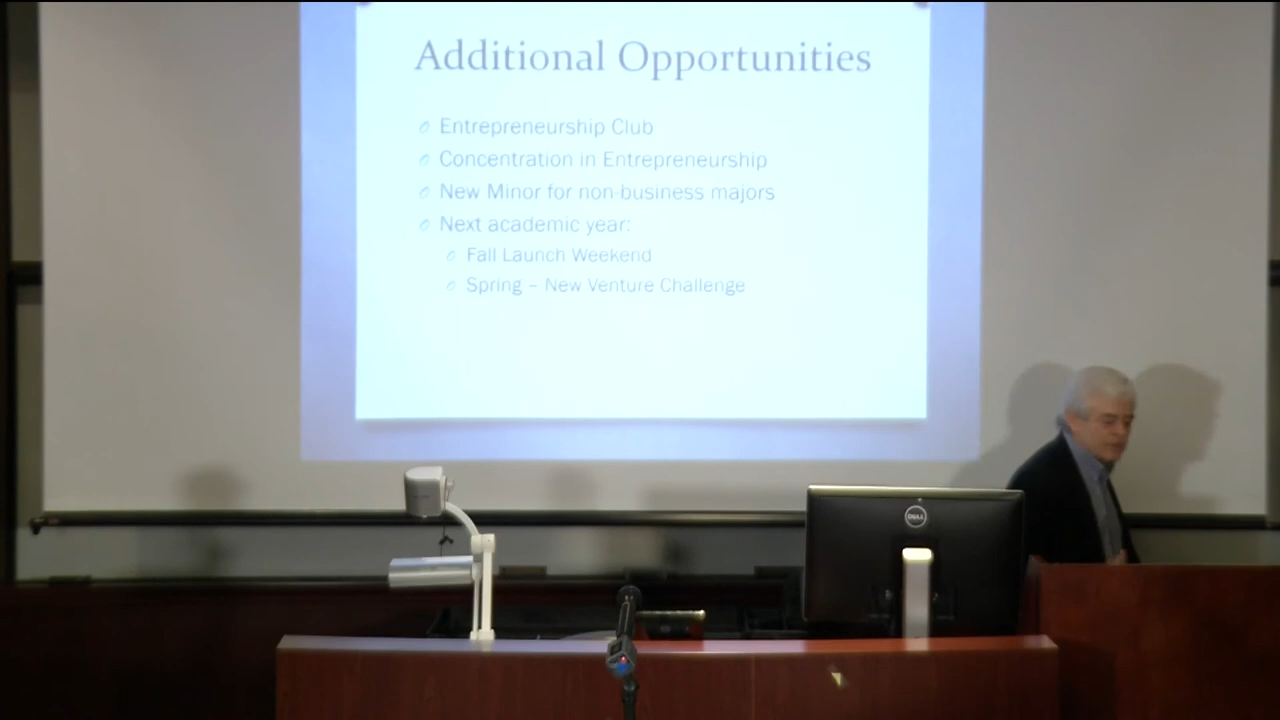 Additional Opportunities
Entrepreneurship Club
Concentration in Entrepreneurship
New Minor for non-business majors
Next academic year:
Fall Launch Weekend
Spring – New Venture Challenge
DELL